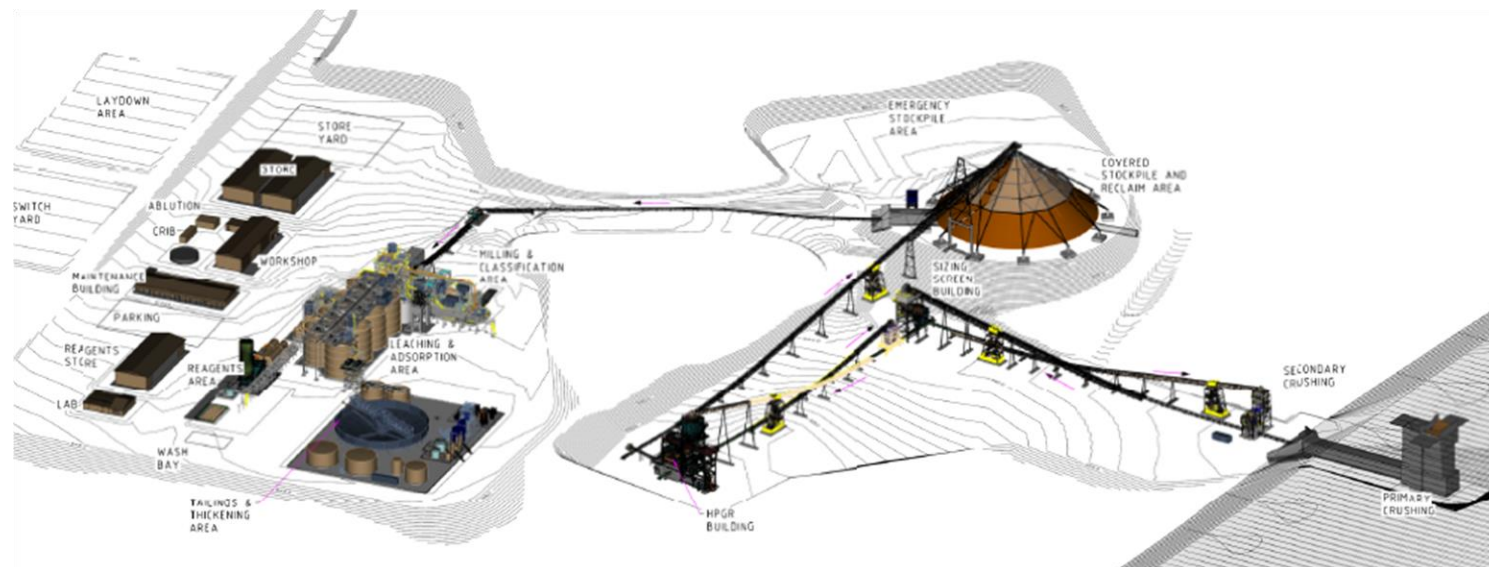 LAYDOWN
AREA
STORE
YARD
STORE
SWITCH
YARD
ABLUTION
CRIB
WORKSHOP
MAINTENANCE
BUILDING
PARKING
REAGENTS
STORE
REAGENTS
AREA
LAB
WASH
BAY
TAILINGS &
THICKENING
AREA
MILLING &
CLASSIFICATION
AREA
LEACHING &
ADSORPTION
AREA
EMERGENCY
STOCKPILE
AREA
COVERED
STOCKPILE AND
RECLAIM AREA
SIZING
SCREEN
BUILDING
HPGR
BUILDING
SECONDARY
CRUSHING
PRIMARY
CRUSHING